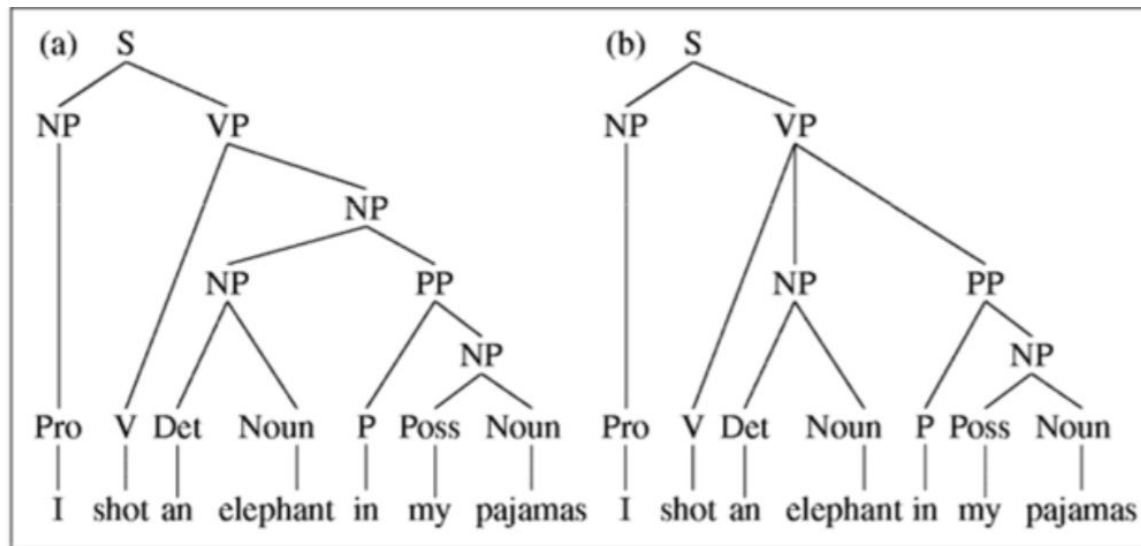 (a) S (b) S
NP VP NP VP
NP
NP PP NP PP
NP NP
Pro V Det Noun P Poss Noun Pro V Det Noun P Poss Noun
I shot an elephant in my pajamas I shot an elephant in my pajamas